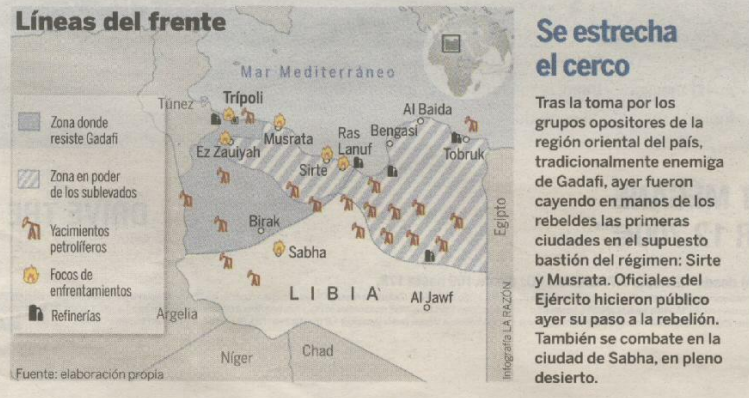 Líneas del frente
Mar Mediterráneo
Túnez
Trípoli
Al Baida
Zona donde
resiste Gadafi
Musrata
Ras
Lanuf
Bengasi
Ez Zauiyah
Tobruk
Sirte
Zona en poder
de los sublevados
Yacimientos
petrolíferos
Birak
Egipto
Sabha
Focos de
enfrentamientos
LIBIA
Al Jawf
Refinerías
Argelia
Níger
Chad
Fuente: elaboración propia
Infografía LA RAZÓN
Se estrecha
el cerco
Tras la toma por los
grupos opositores de la
región oriental del país,
tradicionalmente enemiga
de Gadafi, ayer fueron
cayendo en manos de los
rebeldes las primeras
ciudades en el supuesto
bastión del régimen: Sirte
y Musrata. Oficiales del
Ejército hicieron público
ayer su paso a la rebelión.
También se combate en la
ciudad de Sabha, en pleno
desierto.